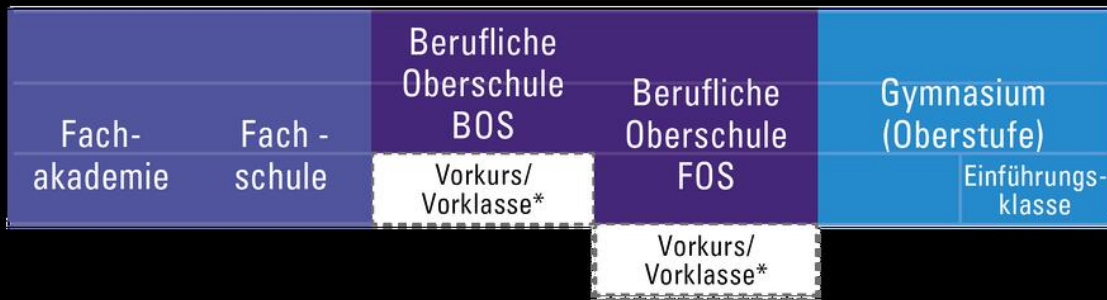 Fach-
akademie
Fach -
schule
Berufliche
Oberschule
BOS
Vorkurs/
Vorklasse*
Berufliche
Oberschule
FOS
Vorkurs/
Vorklasse*
Gymnasium
(Oberstufe)
Einführungs-
klasse